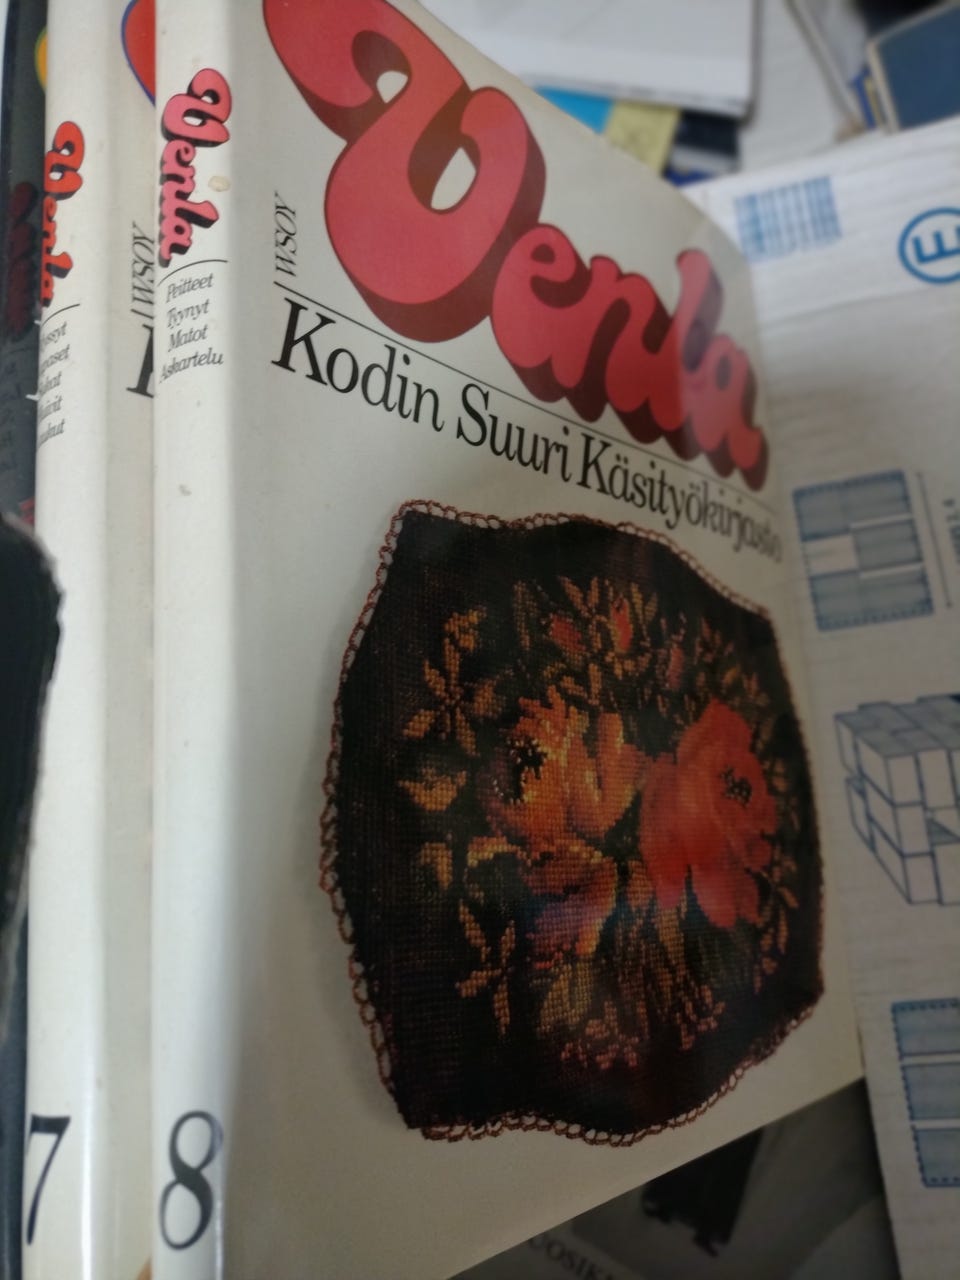 Venla
WSOY
Kodin Suuri Käsityökirjasto
Venla
Peitteet
Tyynyt
Matot
Askartelu
8
Venla
WSOY
7
E